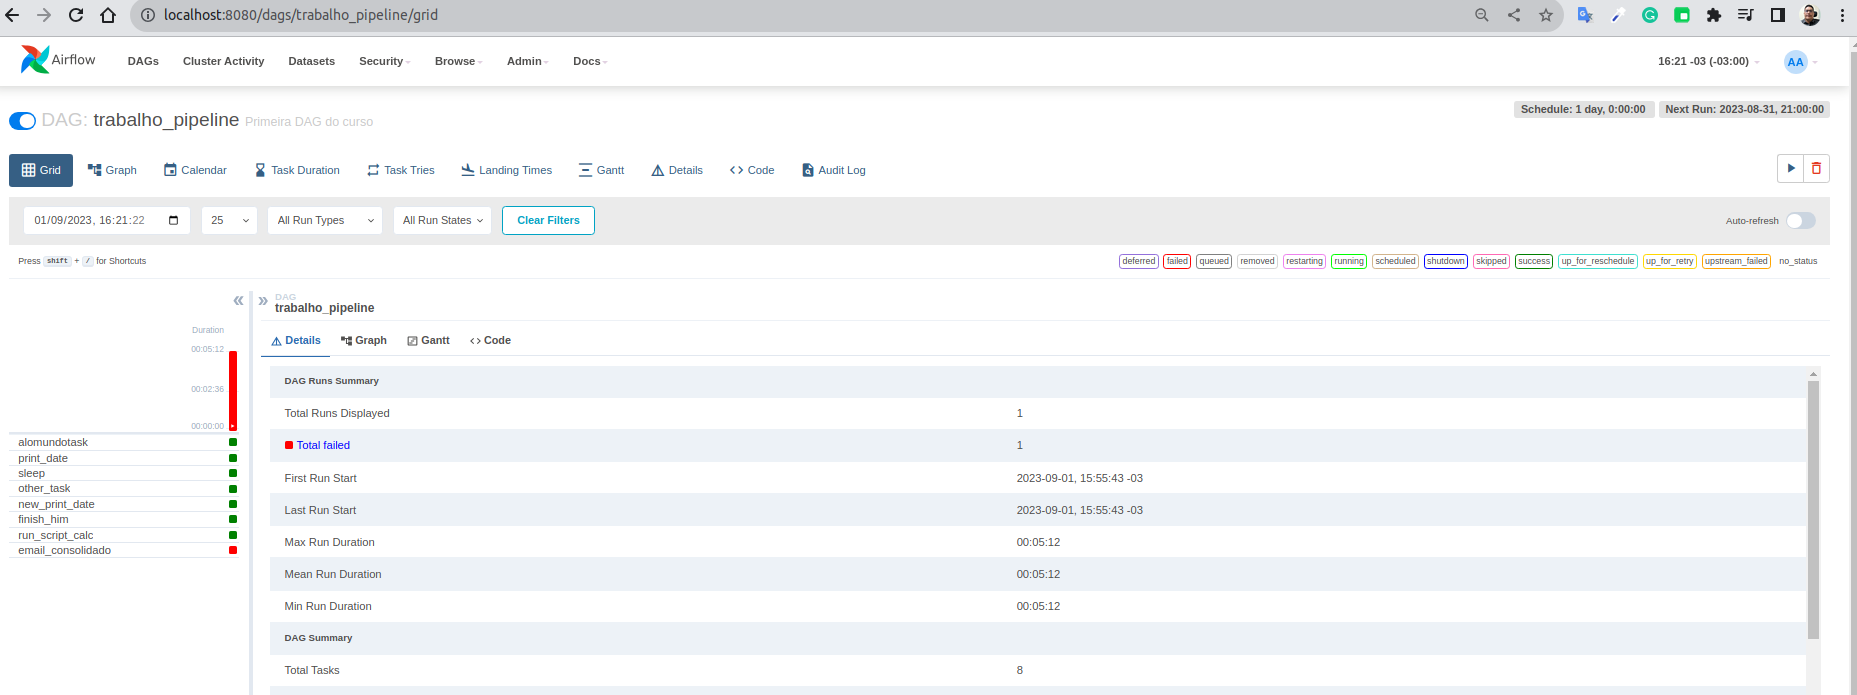 localhost:8080/dags/trabalho_pipeline/grid
Airflow DAGs Cluster Activity Datasets Security Browse Admin Docs 16:21 -03 (-03:00) AA
Schedule: 1 day, 0:00:00 Next Run: 2023-08-31, 21:00:00
DAG: trabalho_pipeline Primeira DAG do curso
Grid Graph Calendar Task Duration Task Tries Landing Times Gantt Details Code Audit Log
01/09/2023, 16:21:22 25 All Run Types All Run States Clear Filters Auto-refresh
Press shift + / for Shortcuts deferred failed queued removed restarting running scheduled shutdown skipped success up_for_reschedule up_for_retry upstream_failed no_status
DAG
trabalho_pipeline
Duration
00:05:12
00:02:36
00:00:00
alomundotask
print_date
sleep
other_task
new_print_date
finish_him
run_script_calc
email_consolidado
Details Graph Gantt Code
DAG Runs Summary
Total Runs Displayed 1
Total failed 1
First Run Start 2023-09-01, 15:55:43 -03
Last Run Start 2023-09-01, 15:55:43 -03
Max Run Duration 00:05:12
Mean Run Duration 00:05:12
Min Run Duration 00:05:12
DAG Summary
Total Tasks 8